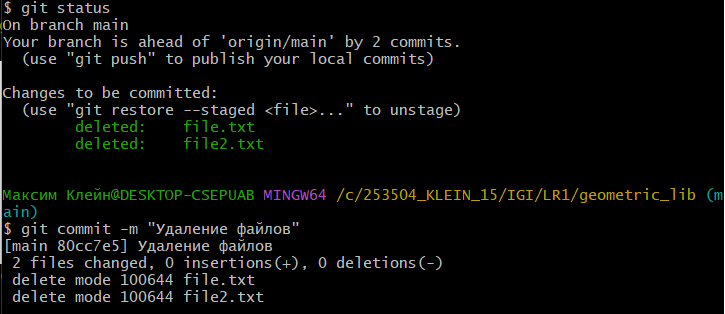 $ git status
On branch main
Your branch is ahead of 'origin/main' by 2 commits.
  (use "git push" to publish your local commits)

Changes to be committed:
  (use "git restore --staged <file>..." to unstage)
        deleted:    file.txt
        deleted:    file2.txt


Максим Клейн@DESKTOP-CSEPUAB MINGW64 /c/253504_KLEIN_15/IGI/LR1/geometric_lib (m
ain)
$ git commit -m "Удаление файлов"
[main 80cc7e5] Удаление файлов
 2 files changed, 0 insertions(+), 0 deletions(-)
 delete mode 100644 file.txt
 delete mode 100644 file2.txt